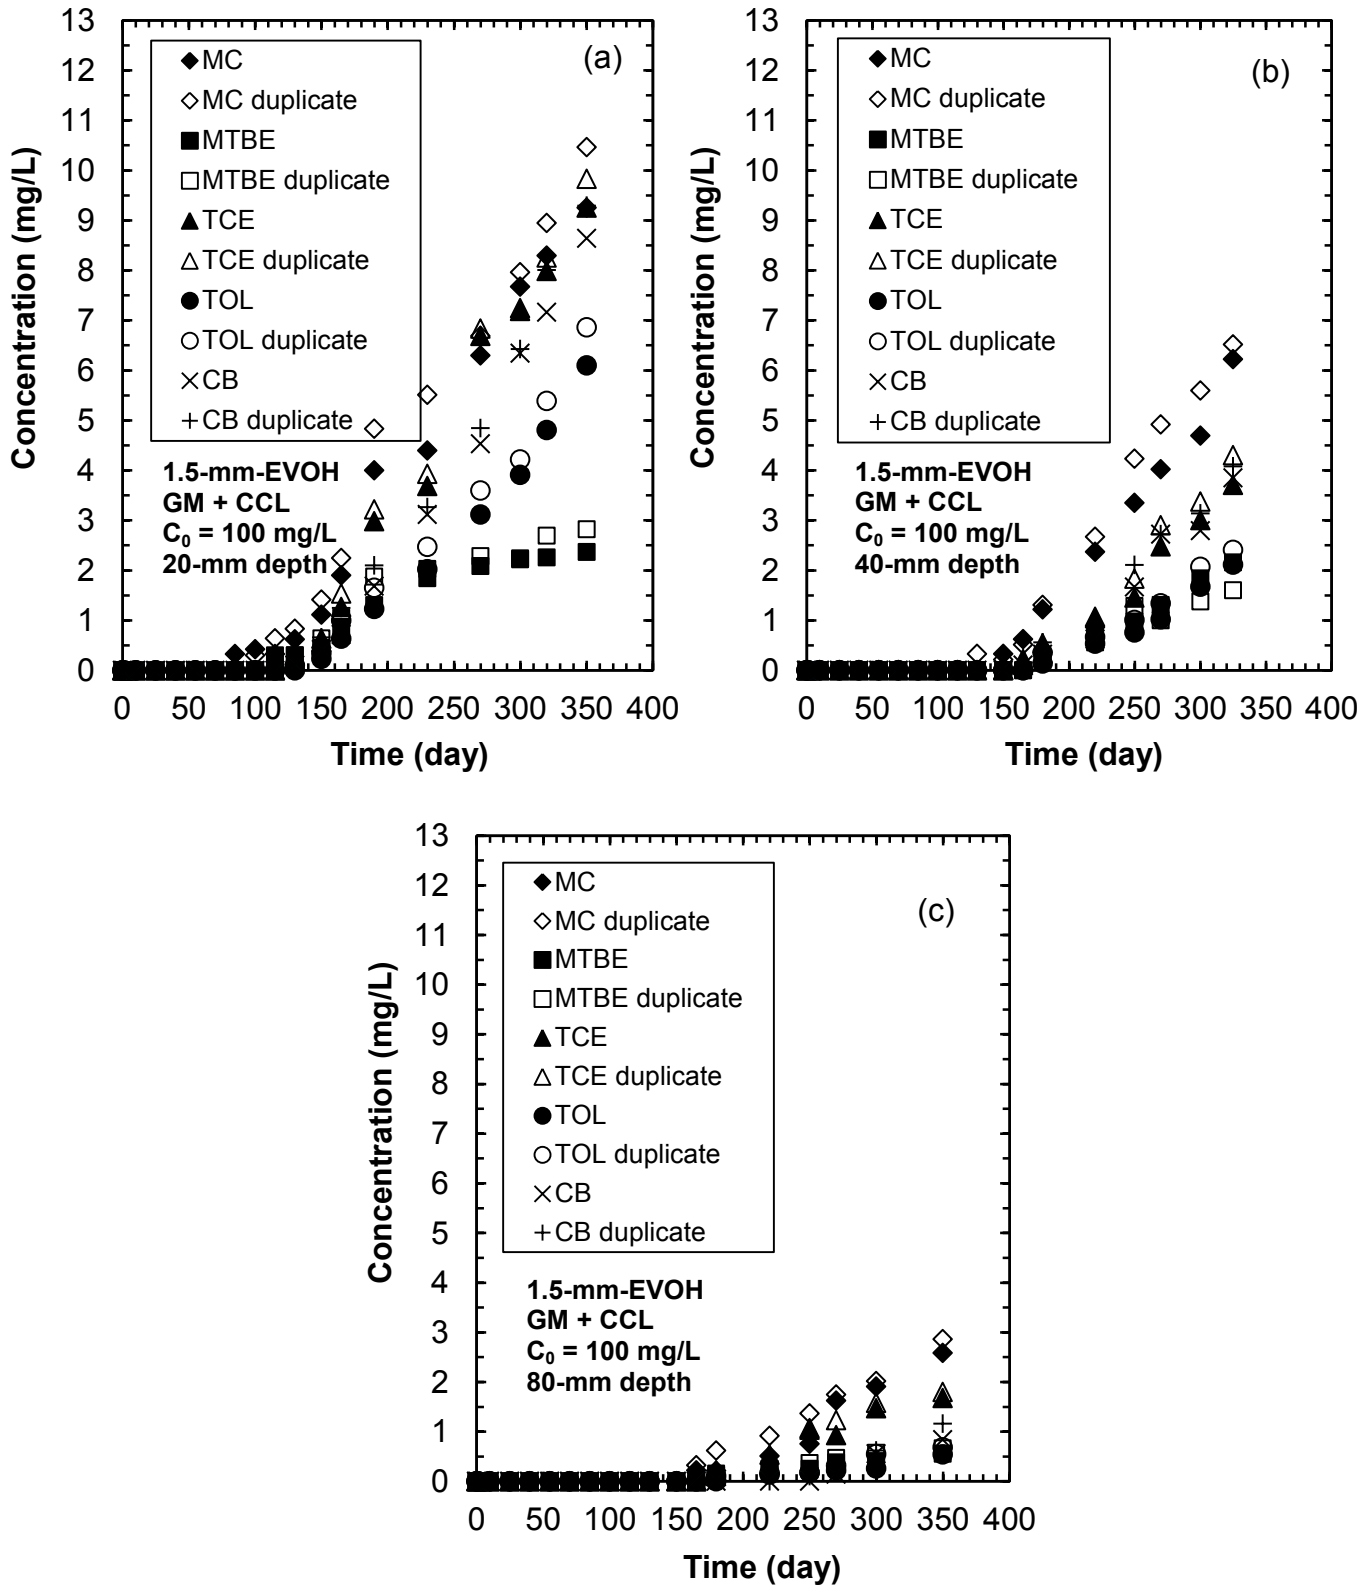 Concentration (mg/L)
13
12
11
10
9
8
7
6
5
4
3
2
1
0
MC
MC duplicate
MTBE
MTBE duplicate
TCE
TCE duplicate
TOL
TOL duplicate
CB
CB duplicate
(a)
1.5-mm-EVOH
GM + CCL
C₀ = 100 mg/L
20-mm depth
0 50 100 150 200 250 300 350 400
Time (day)
Concentration (mg/L)
13
12
11
10
9
8
7
6
5
4
3
2
1
0
MC
MC duplicate
MTBE
MTBE duplicate
TCE
TCE duplicate
TOL
TOL duplicate
CB
CB duplicate
(b)
1.5-mm-EVOH
GM + CCL
C₀ = 100 mg/L
40-mm depth
0 50 100 150 200 250 300 350 400
Time (day)
Concentration (mg/L)
13
12
11
10
9
8
7
6
5
4
3
2
1
0
MC
MC duplicate
MTBE
MTBE duplicate
TCE
TCE duplicate
TOL
TOL duplicate
CB
CB duplicate
(c)
1.5-mm-EVOH
GM + CCL
C₀ = 100 mg/L
80-mm depth
0 50 100 150 200 250 300 350 400
Time (day)